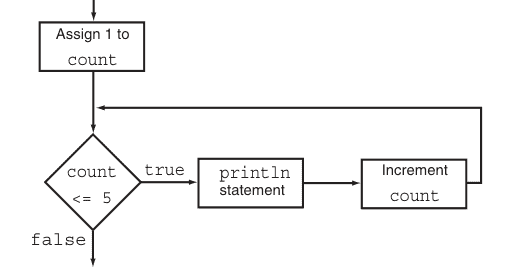 Assign 1 to
count
count
<= 5
true
println
statement
Increment
count
false